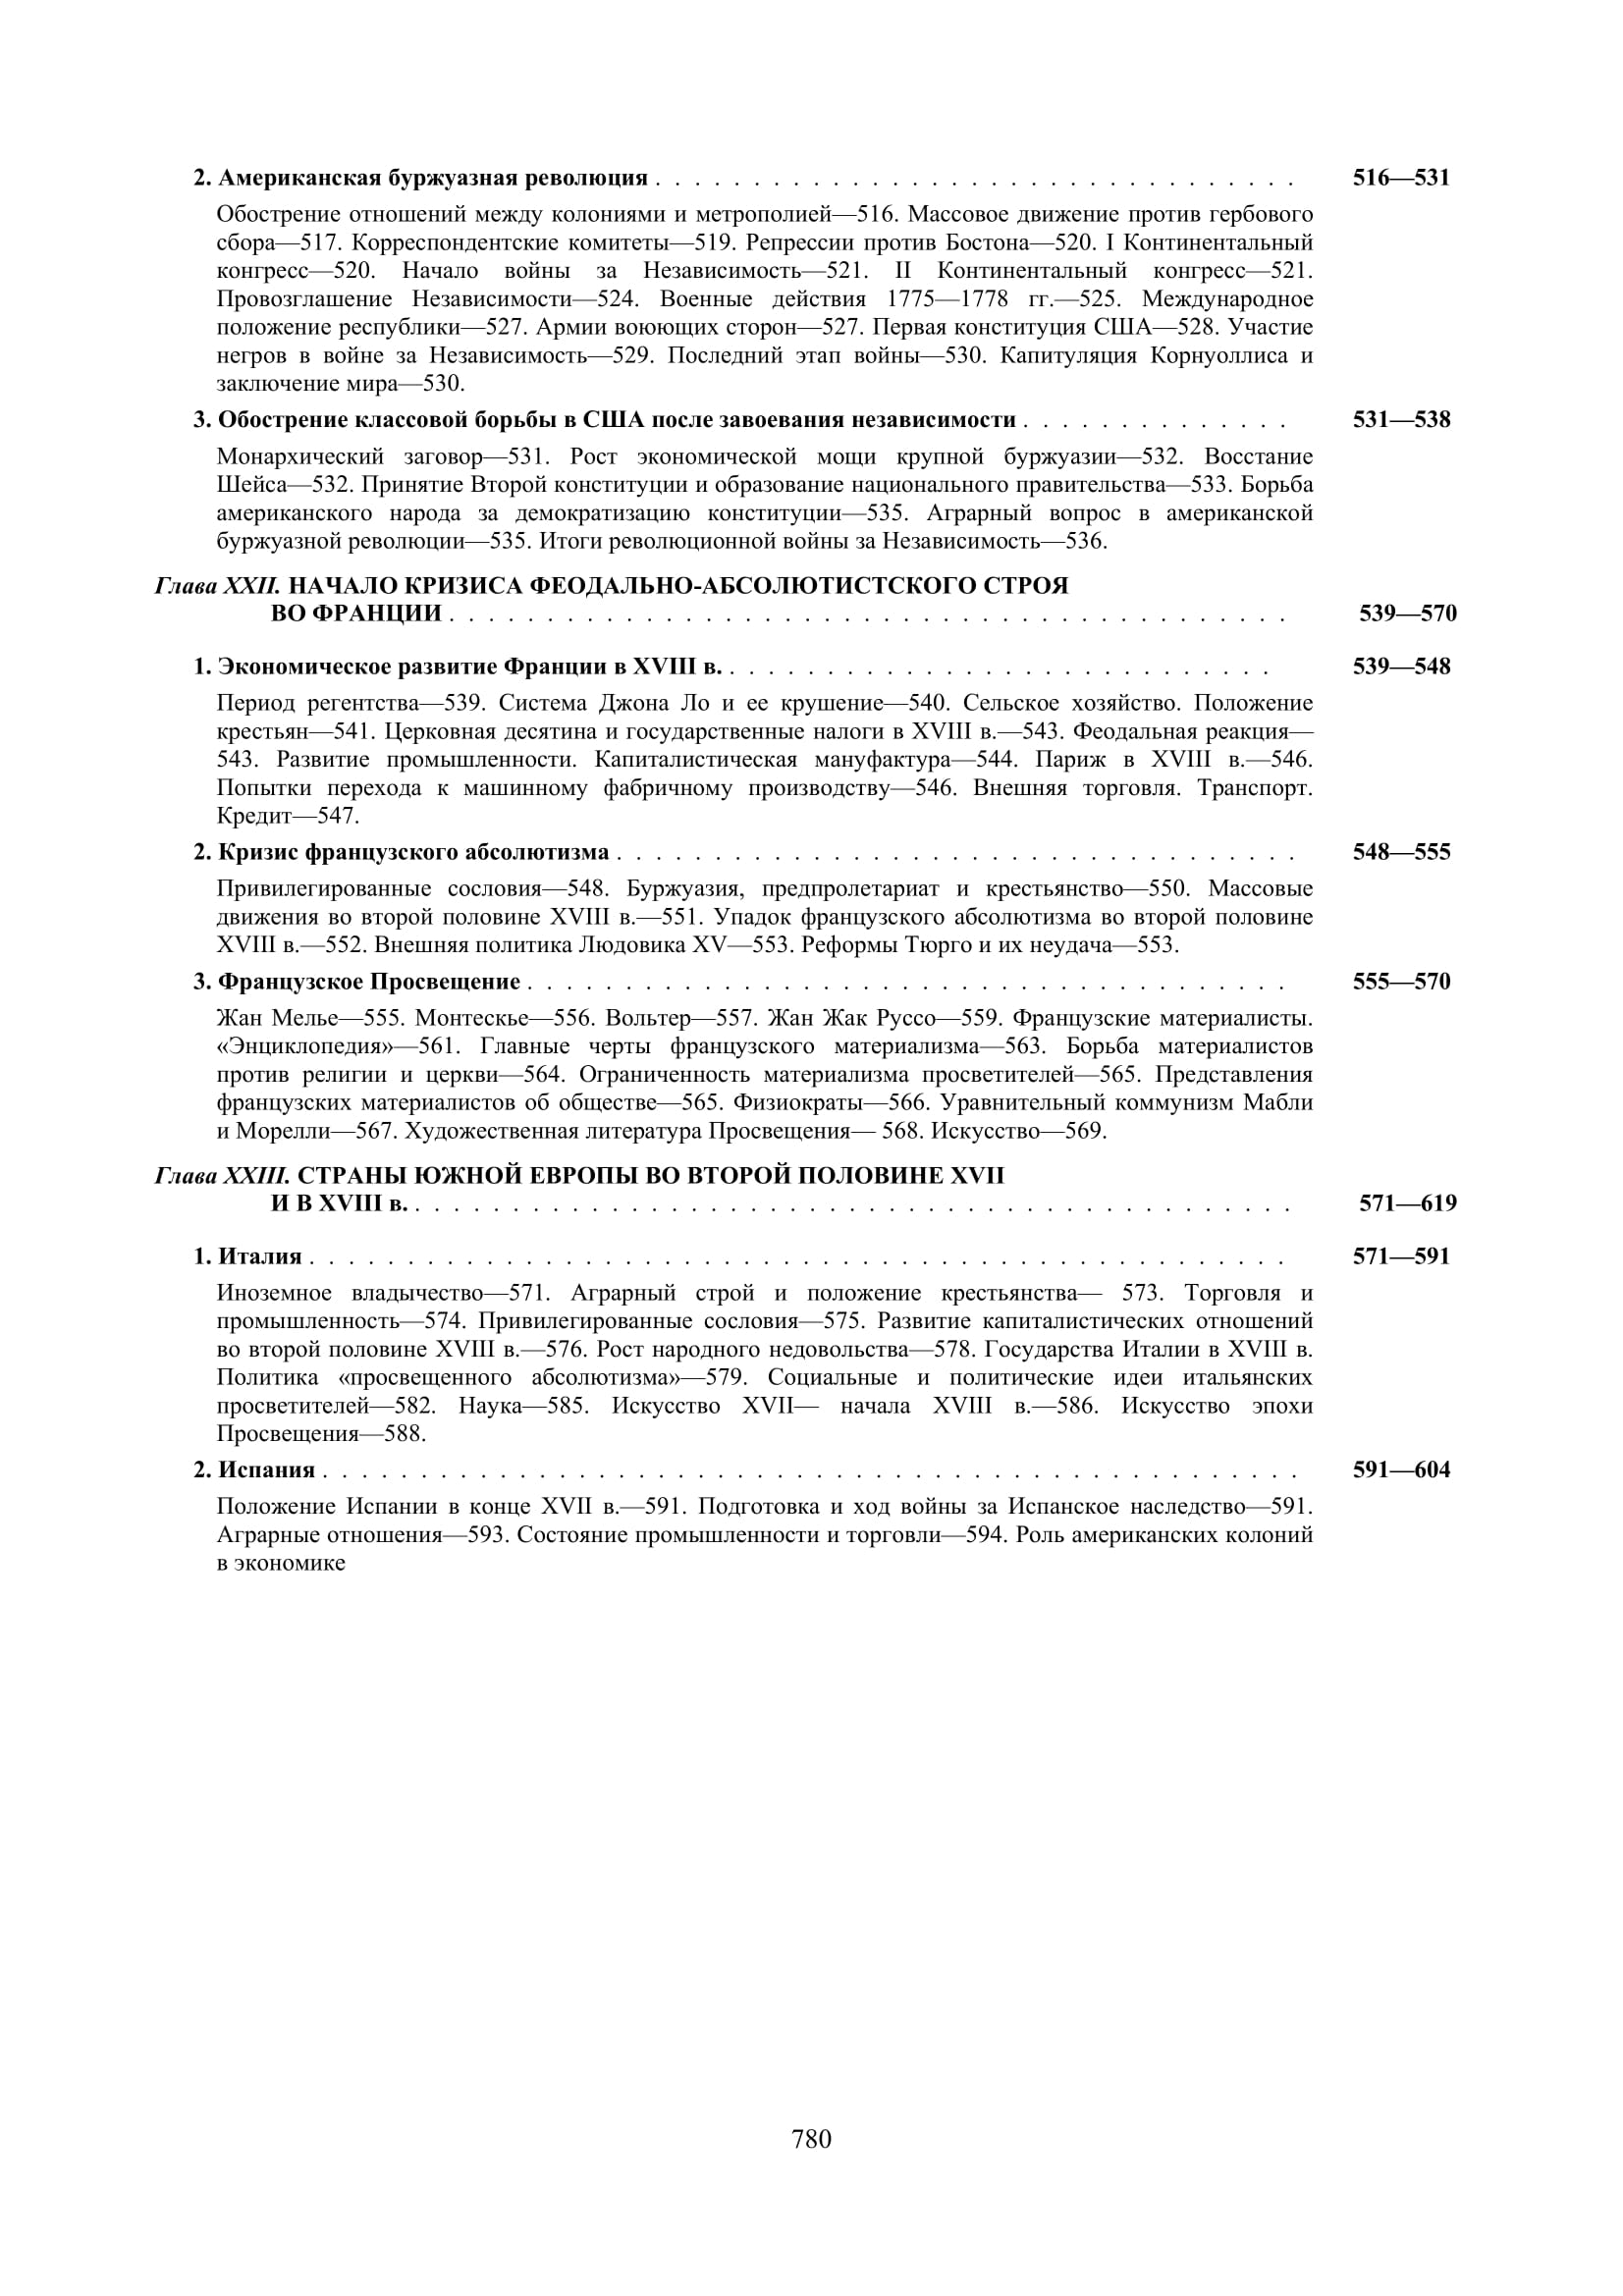 2. Американская буржуазная революция . . . . . . . . . . . . . . . . . . . . . . . . . . . . . . . . . 516—531
Обострение отношений между колониями и метрополией—516. Массовое движение против гербового
сбора—517. Корреспондентские комитеты—519. Репрессии против Бостона—520. I Континентальный
конгресс—520. Начало войны за Независимость—521. II Континентальный конгресс—521.
Провозглашение Независимости—524. Военные действия 1775—1778 гг.—525. Международное
положение республики—527. Армии воюющих сторон—527. Первая конституция США—528. Участие
негров в войне за Независимость—529. Последний этап войны—530. Капитуляция Корнуоллиса и
заключение мира—530.
3. Обострение классовой борьбы в США после завоевания независимости . . . . . . . . . . . . . . 531—538
Монархический заговор—531. Рост экономической мощи крупной буржуазии—532. Восстание
Шейса—532. Принятие Второй конституции и образование национального правительства—533. Борьба
американского народа за демократизацию конституции—535. Аграрный вопрос в американской
буржуазной революции—535. Итоги революционной войны за Независимость—536.
Глава XXII. НАЧАЛО КРИЗИСА ФЕОДАЛЬНО-АБСОЛЮТИСТСКОГО СТРОЯ
ВО ФРАНЦИИ . . . . . . . . . . . . . . . . . . . . . . . . . . . . . . . . . . . . . . . . . . . 539—570
1. Экономическое развитие Франции в XVIII в. . . . . . . . . . . . . . . . . . . . . . . . . . . . . 539—548
Период регентства—539. Система Джона Ло и ее крушение—540. Сельское хозяйство. Положение
крестьян—541. Церковная десятина и государственные налоги в XVIII в.—543. Феодальная реакция—
543. Развитие промышленности. Капиталистическая мануфактура—544. Париж в XVIII в.—546.
Попытки перехода к машинному фабричному производству—546. Внешняя торговля. Транспорт.
Кредит—547.
2. Кризис французского абсолютизма . . . . . . . . . . . . . . . . . . . . . . . . . . . . . . . . . . . 548—555
Привилегированные сословия—548. Буржуазия, предпролетариат и крестьянство—550. Массовые
движения во второй половине XVIII в.—551. Упадок французского абсолютизма во второй половине
XVIII в.—552. Внешняя политика Людовика XV—553. Реформы Тюрго и их неудача—553.
3. Французское Просвещение . . . . . . . . . . . . . . . . . . . . . . . . . . . . . . . . . . . . . . . 555—570
Жан Мелье—555. Монтескье—556. Вольтер—557. Жан Жак Руссо—559. Французские материалисты.
«Энциклопедия»—561. Главные черты французского материализма—563. Борьба материалистов
против религии и церкви—564. Ограниченность материализма просветителей—565. Представления
французских материалистов об обществе—565. Физиократы—566. Уравнительный коммунизм Мабли
и Морелли—567. Художественная литература Просвещения— 568. Искусство—569.
Глава XXIII. СТРАНЫ ЮЖНОЙ ЕВРОПЫ ВО ВТОРОЙ ПОЛОВИНЕ XVII
И В XVIII в. . . . . . . . . . . . . . . . . . . . . . . . . . . . . . . . . . . . . . . . . . . . . . 571—619
1. Италия . . . . . . . . . . . . . . . . . . . . . . . . . . . . . . . . . . . . . . . . . . . . . . . . . . 571—591
Иноземное владычество—571. Аграрный строй и положение крестьянства— 573. Торговля и
промышленность—574. Привилегированные сословия—575. Развитие капиталистических отношений
во второй половине XVIII в.—576. Рост народного недовольства—578. Государства Италии в XVIII в.
Политика «просвещенного абсолютизма»—579. Социальные и политические идеи итальянских
просветителей—582. Наука—585. Искусство XVII— начала XVIII в.—586. Искусство эпохи
Просвещения—588.
2. Испания . . . . . . . . . . . . . . . . . . . . . . . . . . . . . . . . . . . . . . . . . . . . . . . . . . 591—604
Положение Испании в конце XVII в.—591. Подготовка и ход войны за Испанское наследство—591.
Аграрные отношения—593. Состояние промышленности и торговли—594. Роль американских колоний
в экономике
780